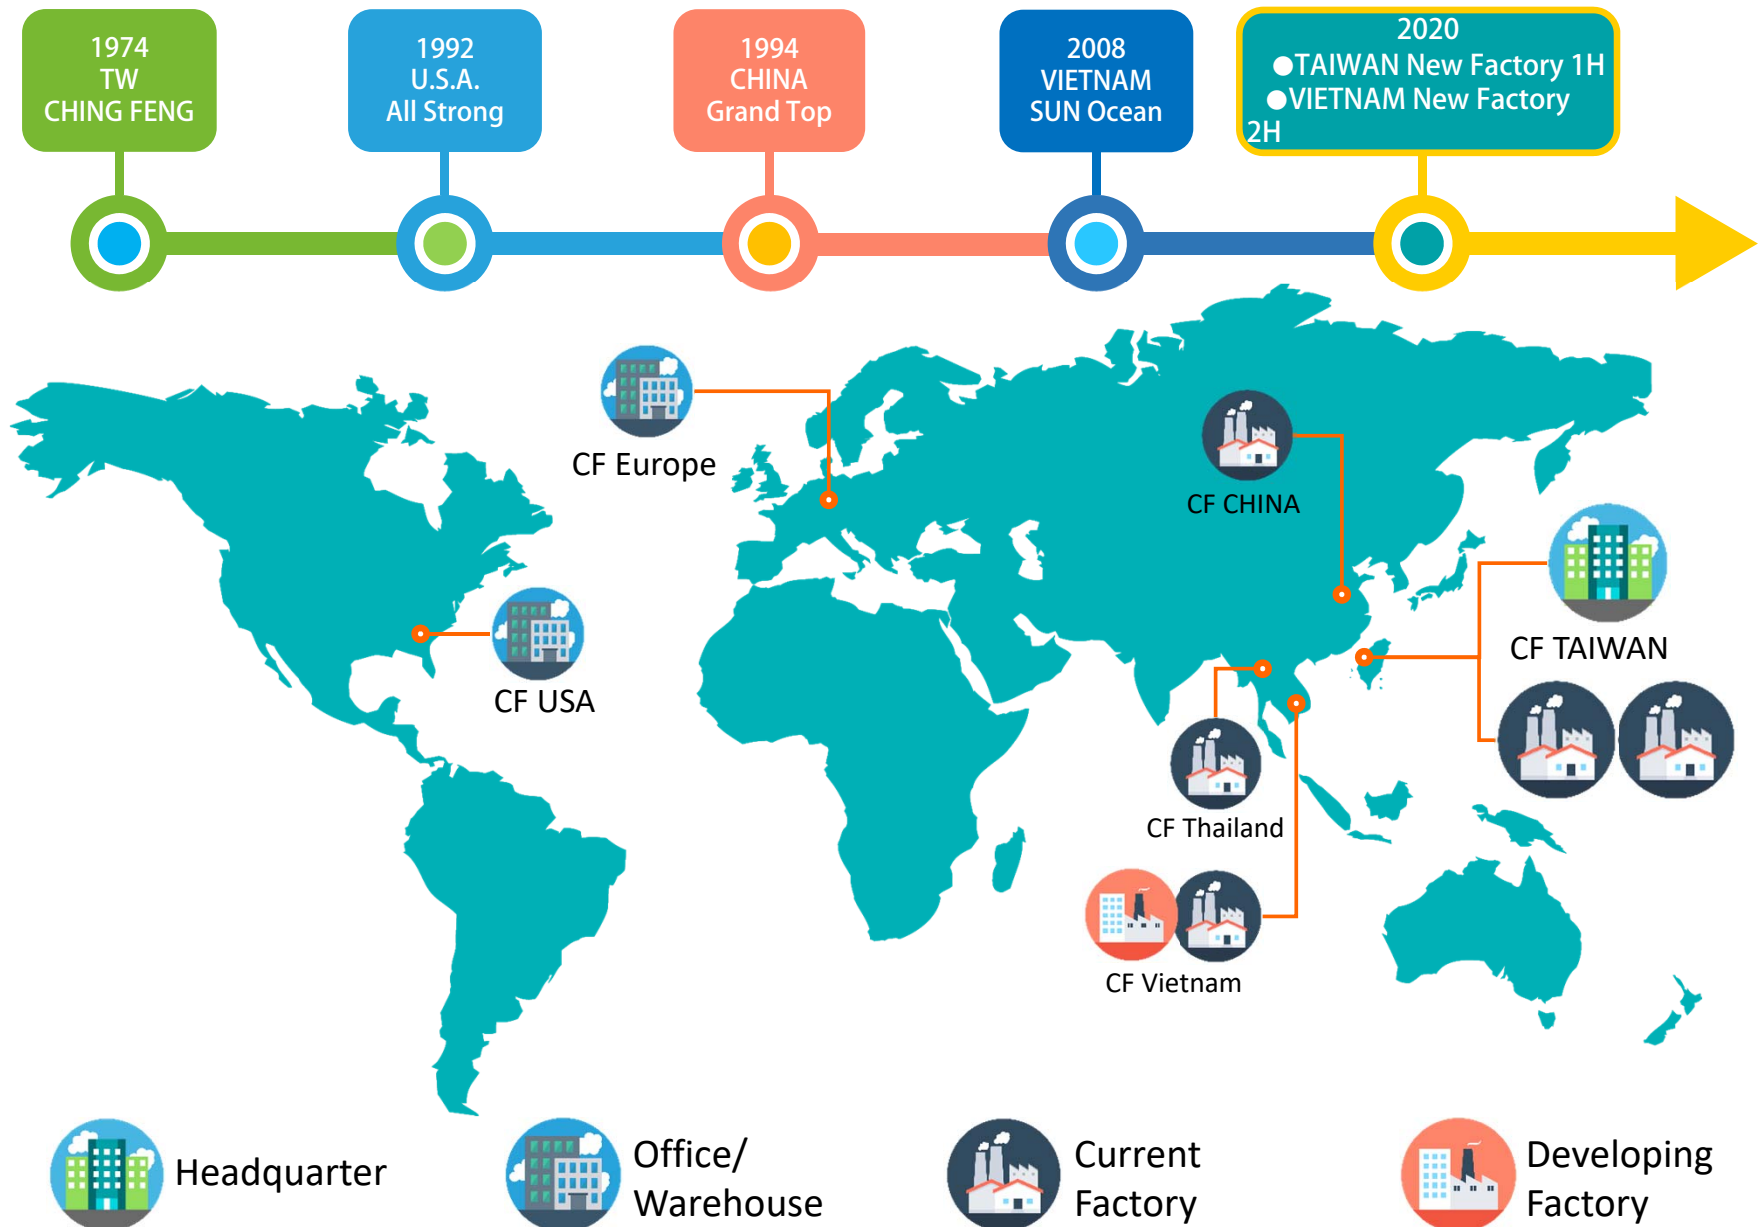 1974
TW
CHING FENG
1992
U.S.A.
All Strong
1994
CHINA
Grand Top
2008
VIETNAM
SUN Ocean
2020
●TAIWAN New Factory 1H
●VIETNAM New Factory
2H
CF Europe
CF CHINA
CF TAIWAN
CF USA
CF Thailand
CF Vietnam
Headquarter
Office/
Warehouse
Current
Factory
Developing
Factory